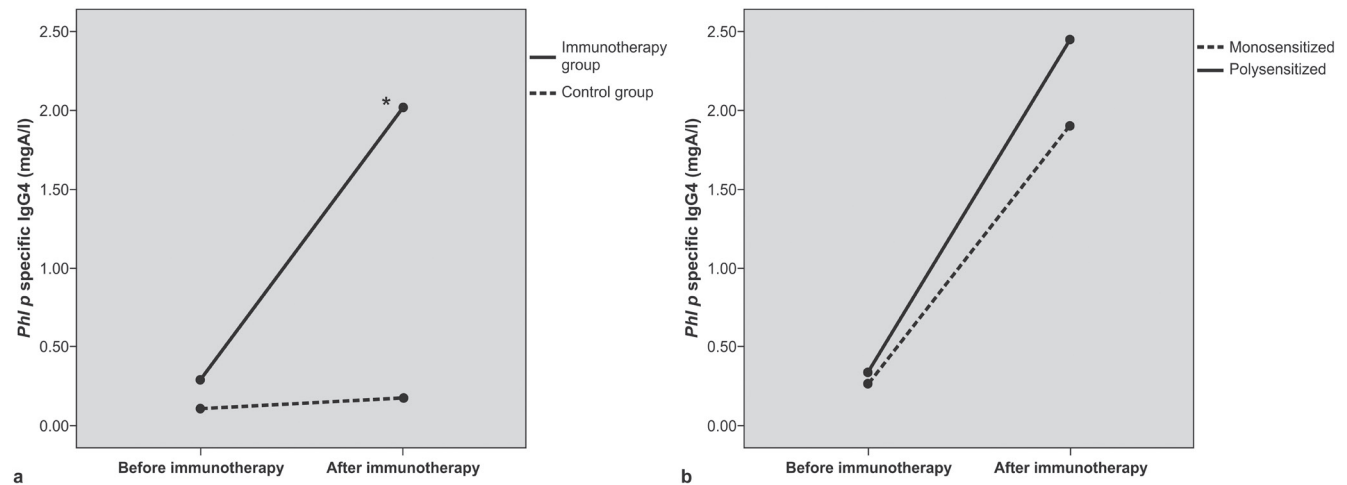 2.50
2.00
1.50
1.00
0.50
0.00
Phl p specific IgG4 (mgA/l)
*
Before immunotherapy
After immunotherapy
Immunotherapy
group
Control group
a
2.50
2.00
1.50
1.00
0.50
0.00
Phl p specific IgG4 (mgA/l)
Before immunotherapy
After immunotherapy
Monosensitized
Polysensitized
b